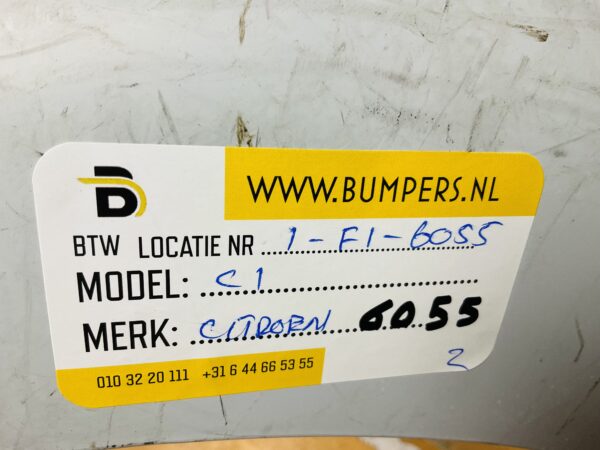 WWW.BUMPERS.NL
BTW LOCATIE NR 1-F1-6055
MODEL: C1
MERK: CITROEN 6055
010 32 20 111 +31 6 44 66 53 55
2